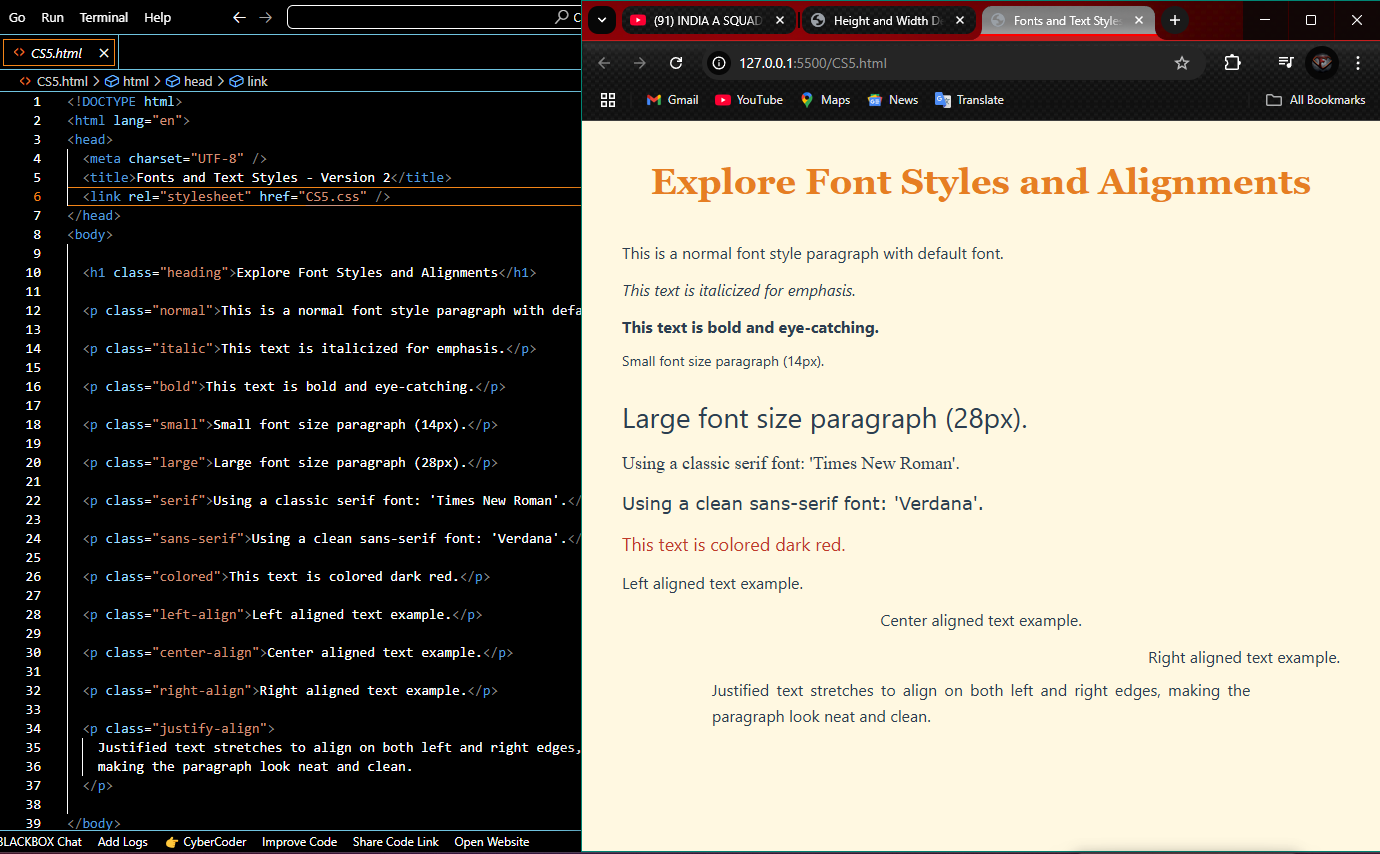 Go Run Terminal Help
CS5.html
CS5.html > html > head > link
1 <!DOCTYPE html>
2 <html lang="en">
3 <head>
4 <meta charset="UTF-8" />
5 <title>Fonts and Text Styles - Version 2</title>
6 <link rel="stylesheet" href="CS5.css" />
7 </head>
8 <body>
9
10 <h1 class="heading">Explore Font Styles and Alignments</h1>
11
12 <p class="normal">This is a normal font style paragraph with defa
13
14 <p class="italic">This text is italicized for emphasis.</p>
15
16 <p class="bold">This text is bold and eye-catching.</p>
17
18 <p class="small">Small font size paragraph (14px).</p>
19
20 <p class="large">Large font size paragraph (28px).</p>
21
22 <p class="serif">Using a classic serif font: 'Times New Roman'.</
23
24 <p class="sans-serif">Using a clean sans-serif font: 'Verdana'.</
25
26 <p class="colored">This text is colored dark red.</p>
27
28 <p class="left-align">Left aligned text example.</p>
29
30 <p class="center-align">Center aligned text example.</p>
31
32 <p class="right-align">Right aligned text example.</p>
33
34 <p class="justify-align">
35 Justified text stretches to align on both left and right edges,
36 making the paragraph look neat and clean.
37 </p>
38
39 </body>
BLACKBOX Chat Add Logs CyberCoder Improve Code Share Code Link Open Website
(91) INDIA A SQUAD Height and Width De Fonts and Text Styles
127.0.0.1:5500/CS5.html
Gmail YouTube Maps News Translate All Bookmarks
Explore Font Styles and Alignments
This is a normal font style paragraph with default font.
This text is italicized for emphasis.
This text is bold and eye-catching.
Small font size paragraph (14px).
Large font size paragraph (28px).
Using a classic serif font: 'Times New Roman'.
Using a clean sans-serif font: 'Verdana'.
This text is colored dark red.
Left aligned text example.
Center aligned text example.
Right aligned text example.
Justified text stretches to align on both left and right edges, making the
paragraph look neat and clean.